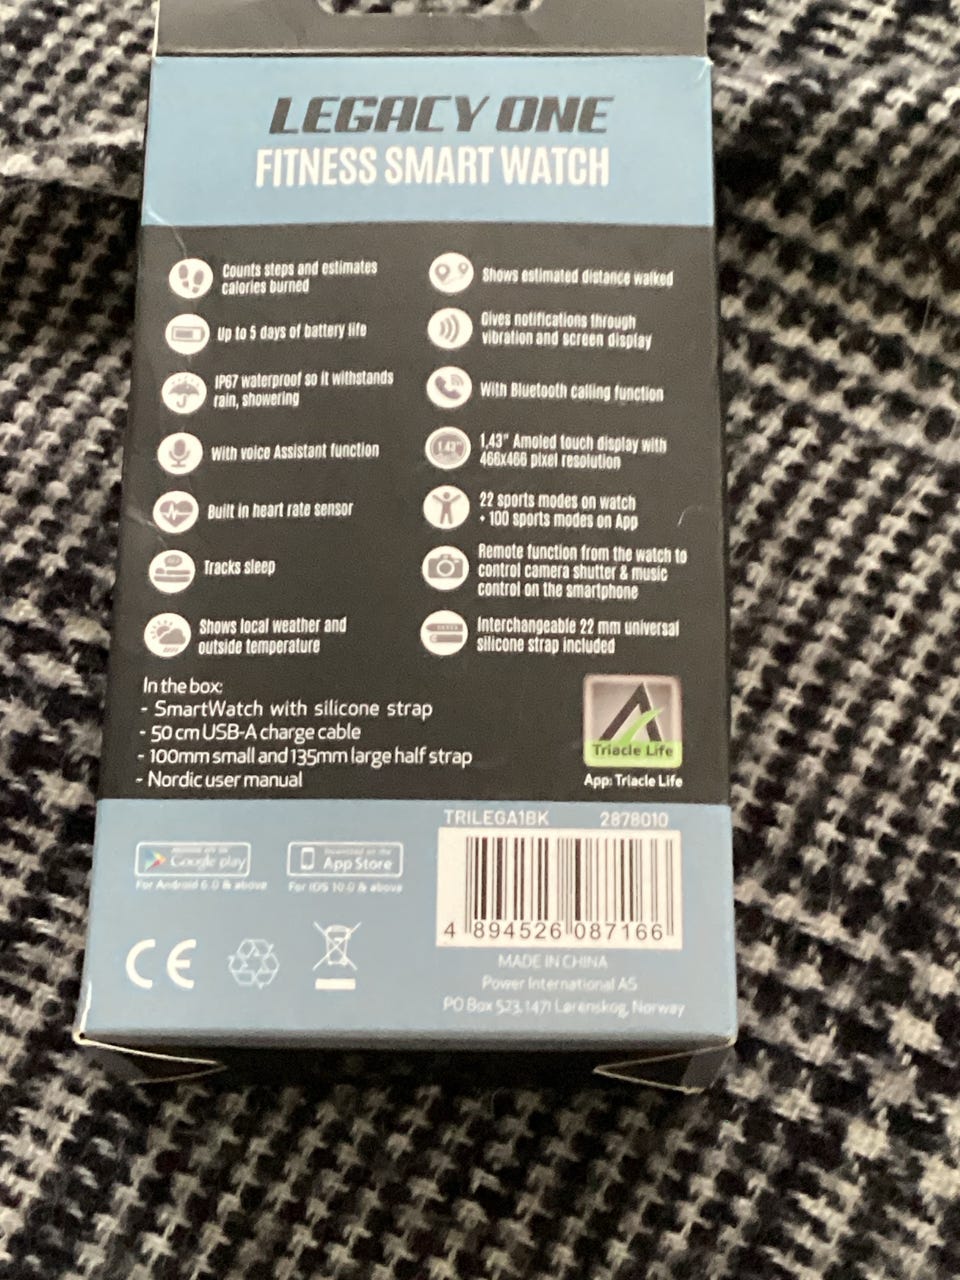 LEGACY ONE
FITNESS SMART WATCH
Counts steps and estimates
calories burned
Up to 5 days of battery life
IP67 waterproof so it withstands
rain, showering
With voice Assistant function
Built in heart rate sensor
Tracks sleep
Shows local weather and
outside temperature
Shows estimated distance walked
Gives notifications through
vibration and screen display
With Bluetooth calling function
1,43"
1,43" Amoled touch display with
466x466 pixel resolution
22 sports modes on watch
+ 100 sports modes on App
Remote function from the watch to
control camera shutter & music
control on the smartphone
Interchangeable 22 mm universal
silicone strap included
In the box:
- SmartWatch with silicone strap
- 50 cm USB-A charge cable
- 100mm small and 135mm large half strap
- Nordic user manual
Triacle Life
App: Triacle Life
Google play
For Android 6.0 & above
Download on the
App Store
For iOS 10.0 & above
TRILEGA1BK 2878010
4 894526 087166
CE
MADE IN CHINA
Power International AS
PO Box 523, 1471 Lørenskog, Norway